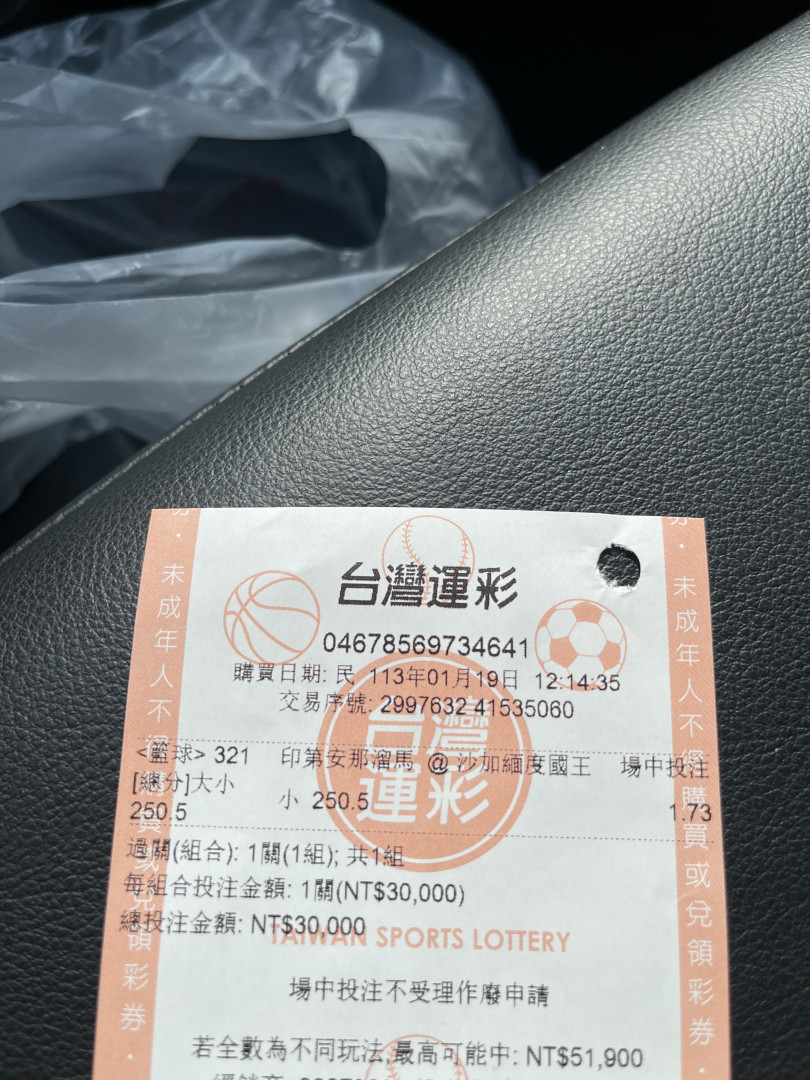 台灣運彩
04678569734641
購買日期: 民 113年01月19日 12:14:35
交易序號: 2997632 41535060
台灣
運彩
<籃球> 321 印第安那溜馬 @ 沙加緬度國王 場中投注
[總分]大小
250.5 小 250.5 1.73
過關(組合): 1關(1組); 共1組
每組合投注金額: 1關(NT$30,000)
總投注金額: NT$30,000
TAIWAN SPORTS LOTTERY
場中投注不受理作廢申請
若全數為不同玩法,最高可能中: NT$51,900
券・未成年人不得購買或兌領彩券・
券・未成年人不得購買或兌領彩券・